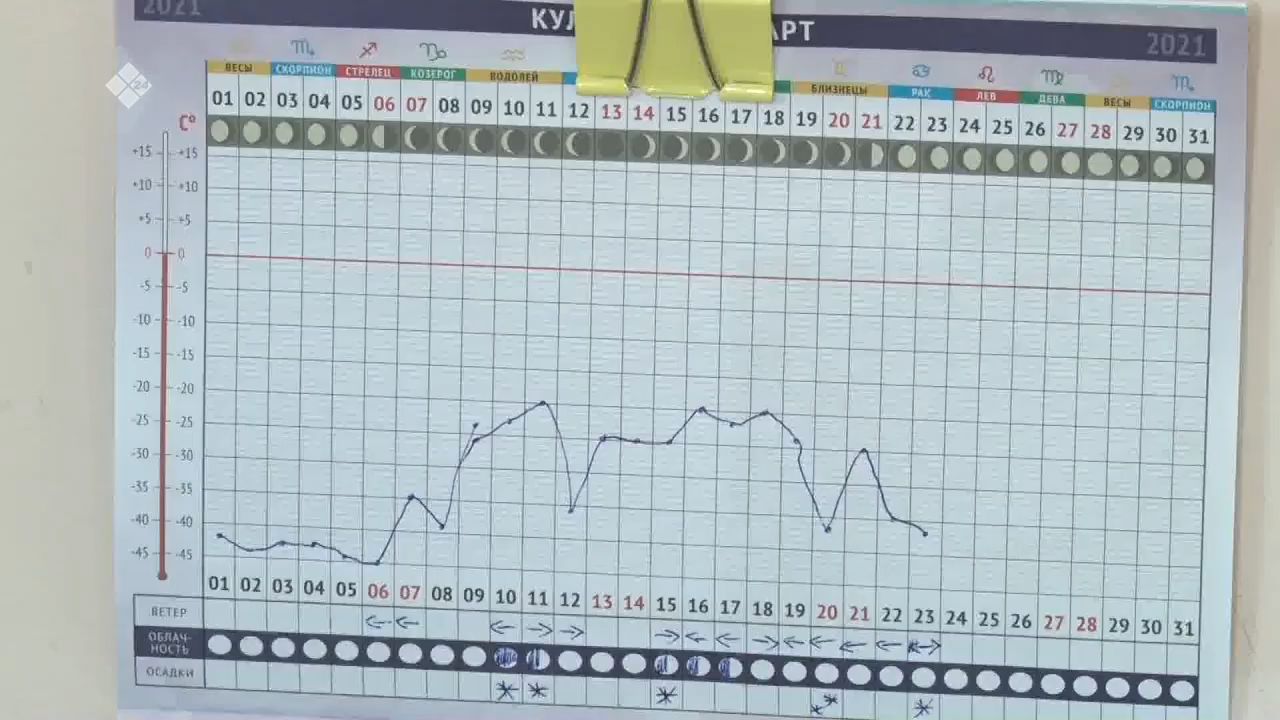 2021 КУЛ АРТ 2021
ВЕСЫ СКОРПИОН СТРЕЛЕЦ КОЗЕРОГ ВОДОЛЕЙ БЛИЗНЕЦЫ РАК ЛЕВ ДЕВА ВЕСЫ СКОРПИОН
01 02 03 04 05 06 07 08 09 10 11 12 13 14 15 16 17 18 19 20 21 22 23 24 25 26 27 28 29 30 31
24
C°
+15 +15
+10 +10
+5 +5
0 0
-5 -5
-10 -10
-15 -15
-20 -20
-25 -25
-30 -30
-35 -35
-40 -40
-45 -45
01 02 03 04 05 06 07 08 09 10 11 12 13 14 15 16 17 18 19 20 21 22 23 24 25 26 27 28 29 30 31
ВЕТЕР
ОБЛАЧ-
НОСТЬ
ОСАДКИ